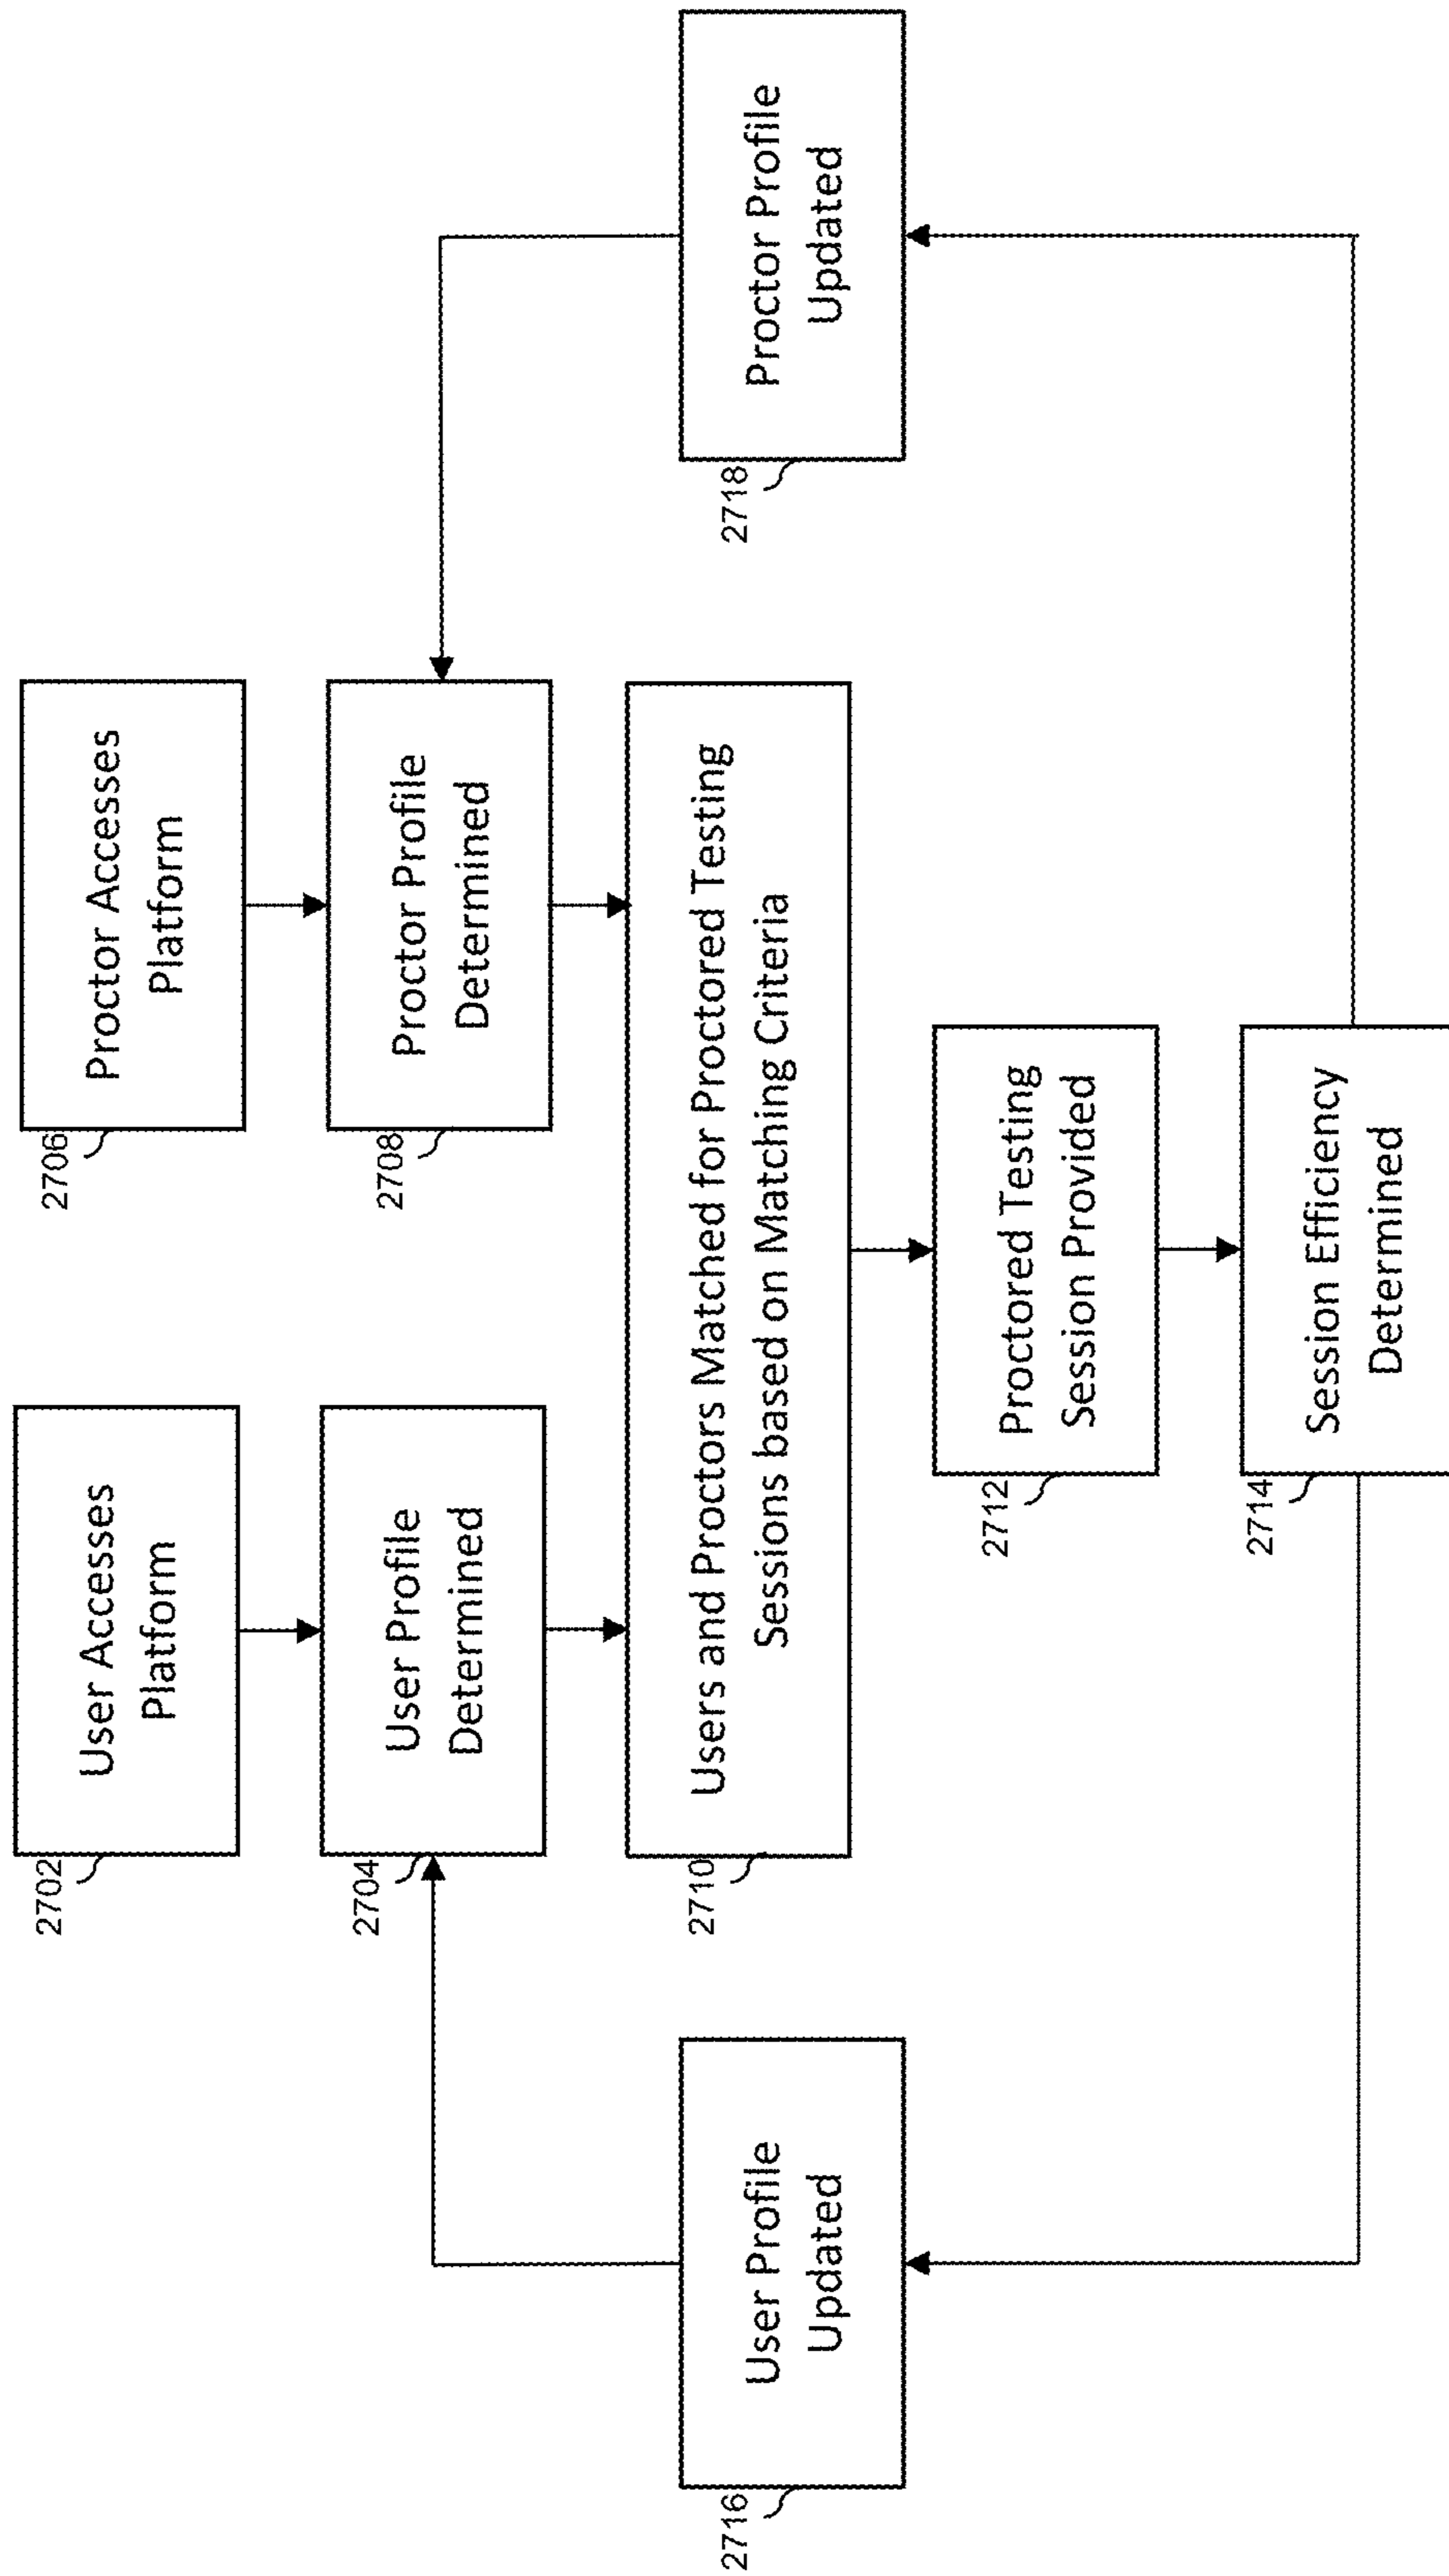 2702
User Accesses
Platform
2706
Proctor Accesses
Platform
2704
User Profile
Determined
2708
Proctor Profile
Determined
2710
Users and Proctors Matched for Proctored Testing
Sessions based on Matching Criteria
2716
User Profile
Updated
2718
Proctor Profile
Updated
2712
Proctored Testing
Session Provided
2714
Session Efficiency
Determined